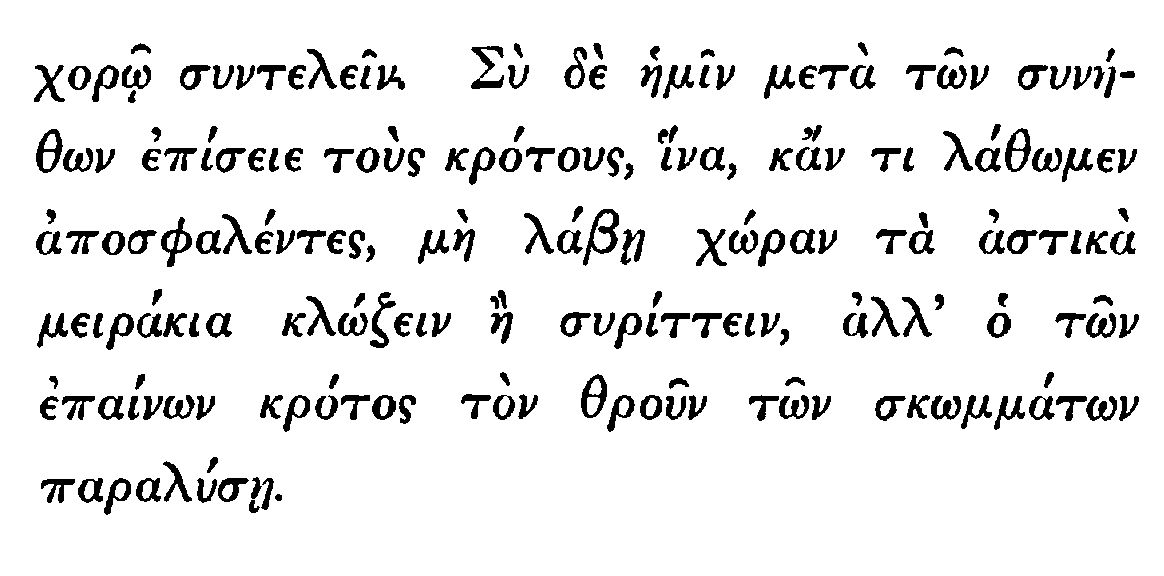 χορῷ συντελεῖν. Σὺ δὲ ἡμῖν μετὰ τῶν συνή-
θων ἐπίσειε τοὺς κρότους, ἵνα, κἄν τι λάθωμεν
ἀποσφαλέντες, μὴ λάβῃ χώραν τὰ ἀστικὰ
μειράκια κλώζειν ἢ συρίττειν, ἀλλ’ ὁ τῶν
ἐπαίνων κρότος τὸν θροῦν τῶν σκωμμάτων
παραλύσῃ.